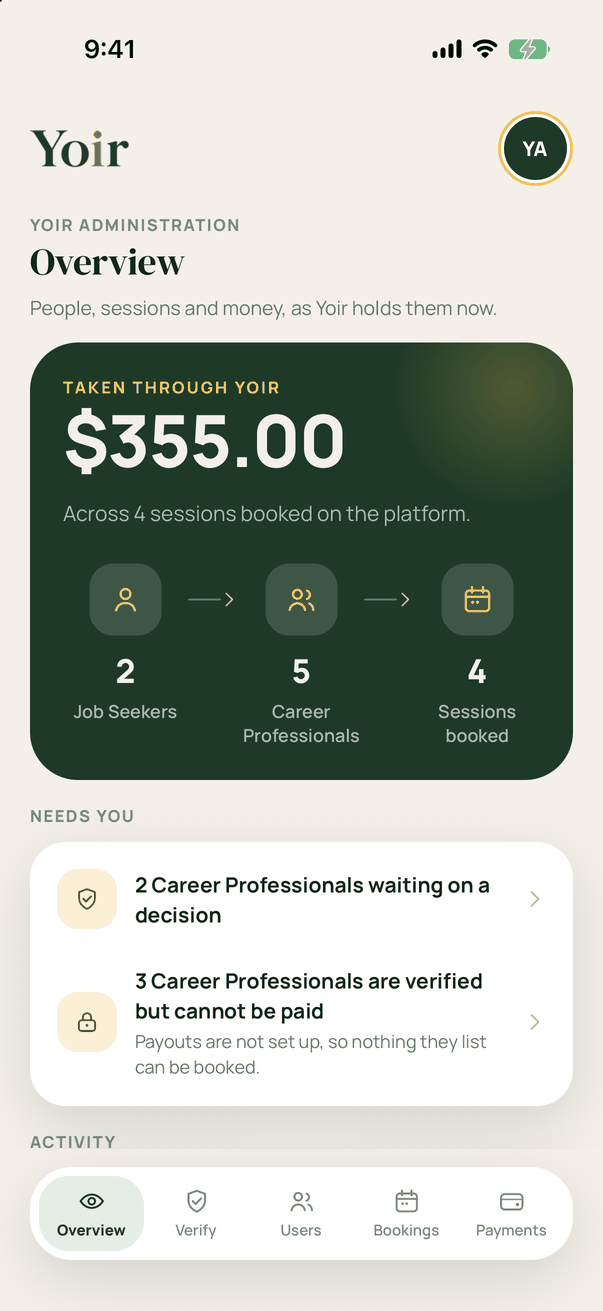 9:41
Yoir
YA
YOIR ADMINISTRATION
Overview
People, sessions and money, as Yoir holds them now.
TAKEN THROUGH YOIR
$355.00
Across 4 sessions booked on the platform.
2
Job Seekers
5
Career
Professionals
4
Sessions
booked
NEEDS YOU
2 Career Professionals waiting on a
decision
3 Career Professionals are verified
but cannot be paid
Payouts are not set up, so nothing they list
can be booked.
ACTIVITY
Overview
Verify
Users
Bookings
Payments